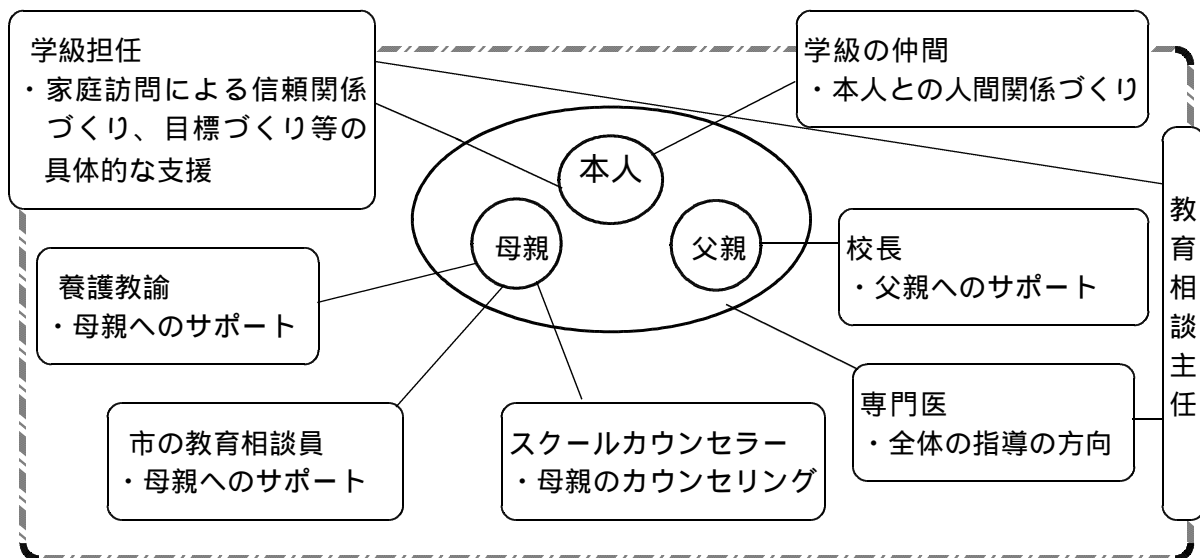 学級担任
・家庭訪問による信頼関係
づくり、目標づくり等の
具体的な支援
学級の仲間
・本人との人間関係づくり
本人
母親
父親
教育相談主任
校長
・父親へのサポート
養護教諭
・母親へのサポート
専門医
・全体の指導の方向
市の教育相談員
・母親へのサポート
スクールカウンセラー
・母親のカウンセリング